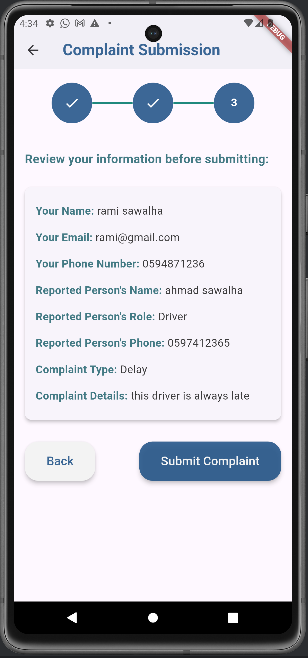 4:34
DEBUG
Complaint Submission
3
Review your information before submitting:
Your Name: rami sawalha
Your Email: rami@gmail.com
Your Phone Number: 0594871236
Reported Person's Name: ahmad sawalha
Reported Person's Role: Driver
Reported Person's Phone: 0597412365
Complaint Type: Delay
Complaint Details: this driver is always late
Back
Submit Complaint